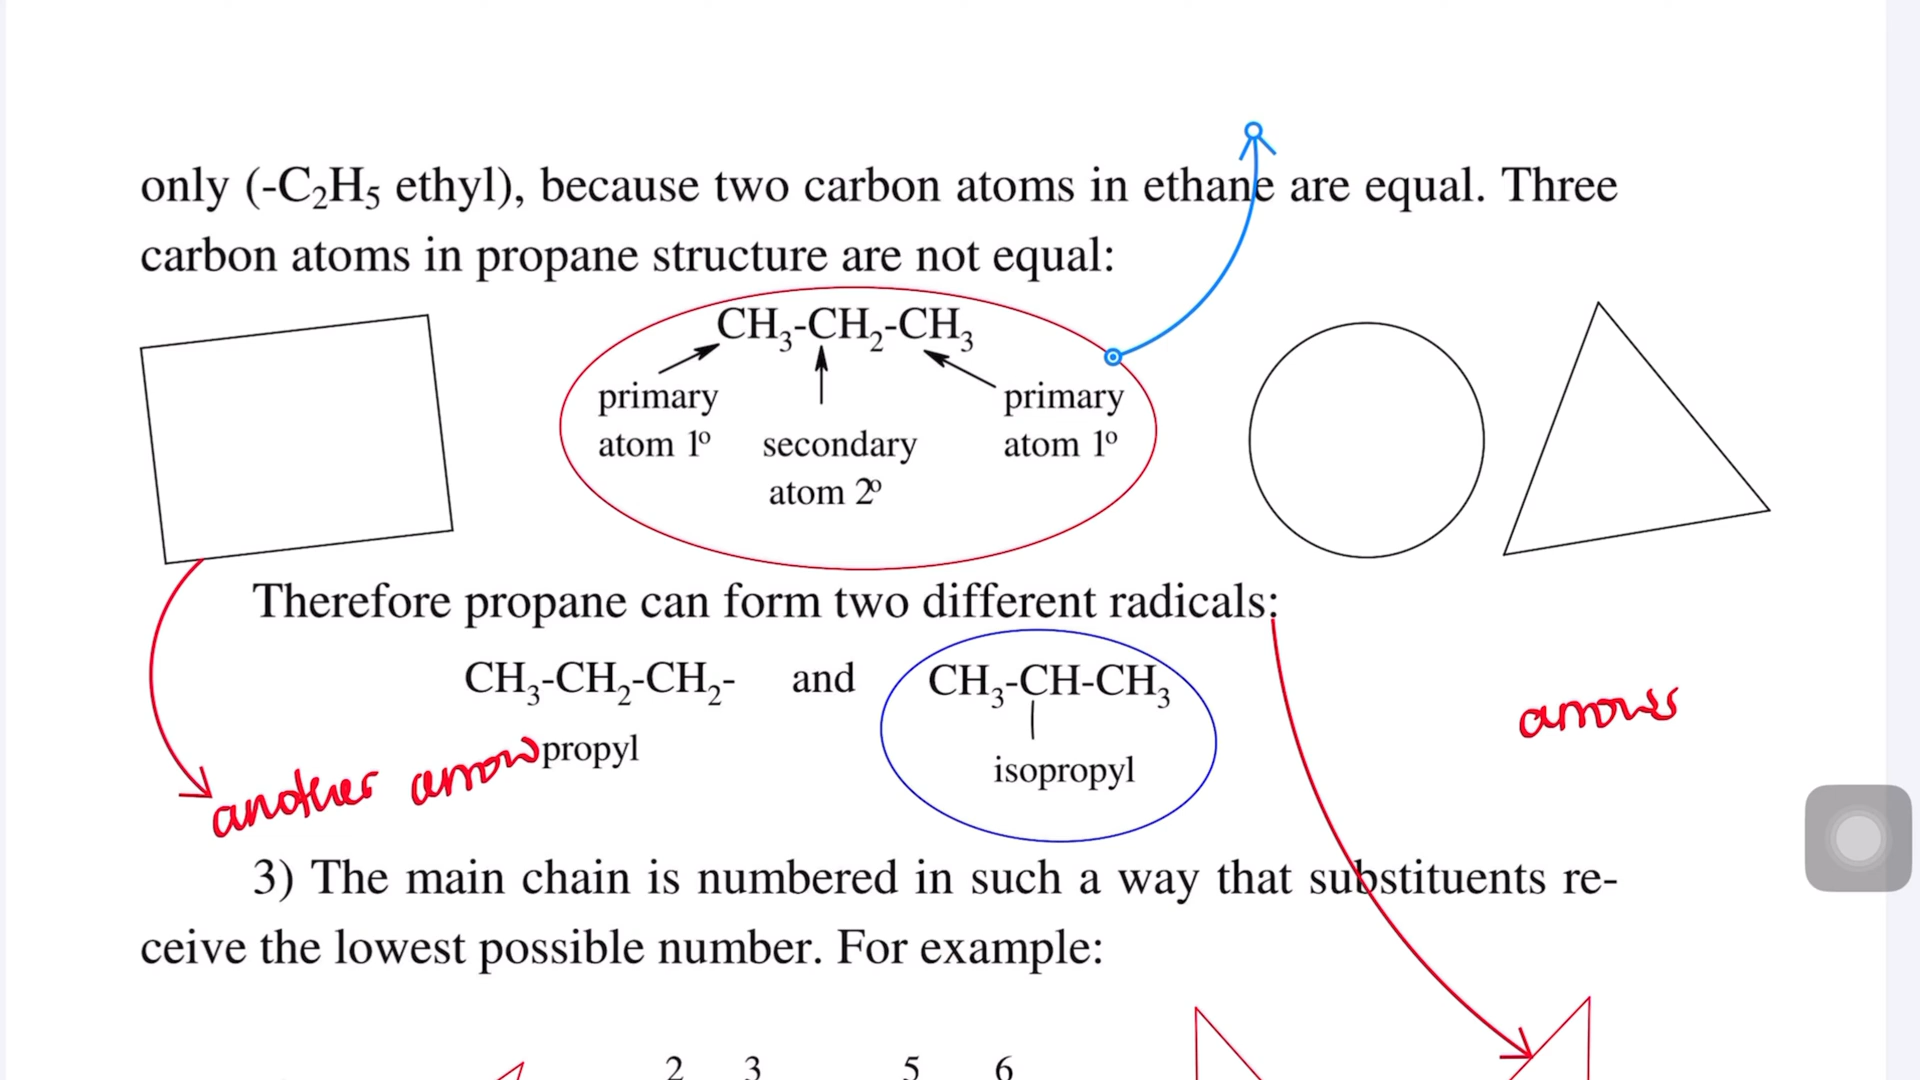 only (-C₂H₅ ethyl), because two carbon atoms in ethane are equal. Three
carbon atoms in propane structure are not equal:
CH₃-CH₂-CH₃
primary primary
atom 1º secondary atom 1º
atom 2º
Therefore propane can form two different radicals:
CH₃-CH₂-CH₂- and CH₃-CH-CH₃
|
arrows
another arrow propyl isopropyl
3) The main chain is numbered in such a way that substituents re-
ceive the lowest possible number. For example:
2 3 5 6